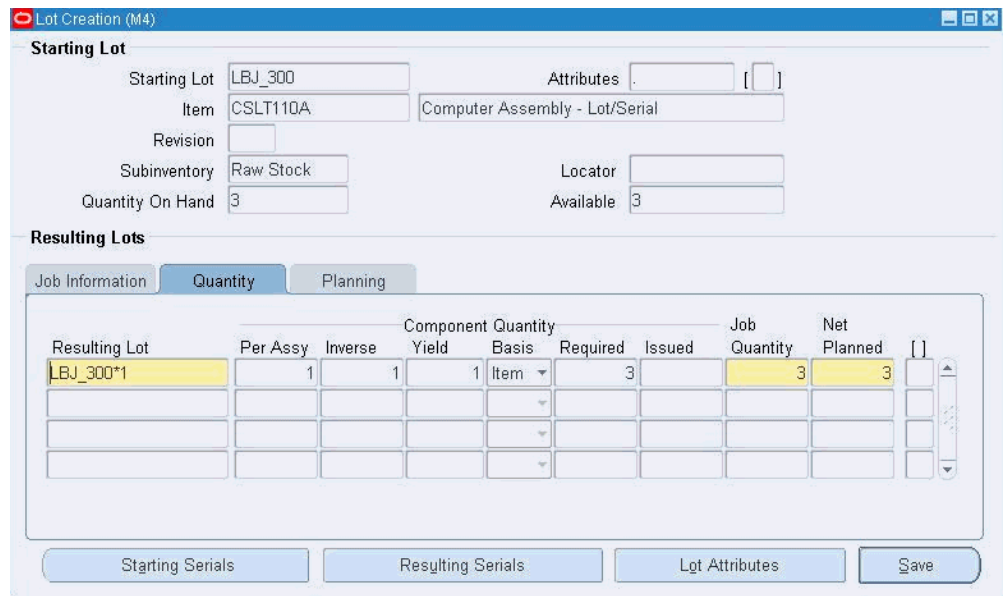 Lot Creation (M4)
Starting Lot
Starting Lot LBJ_300 Attributes . [ ]
Item CSLT110A Computer Assembly - Lot/Serial
Revision
Subinventory Raw Stock Locator
Quantity On Hand 3 Available 3
Resulting Lots
Job Information Quantity Planning
Component Quantity Job Net
Resulting Lot Per Assy Inverse Yield Basis Required Issued Quantity Planned [ ]
LBJ_300*1 1 1 1 Item 3 3 3
Starting Serials Resulting Serials Lot Attributes Save